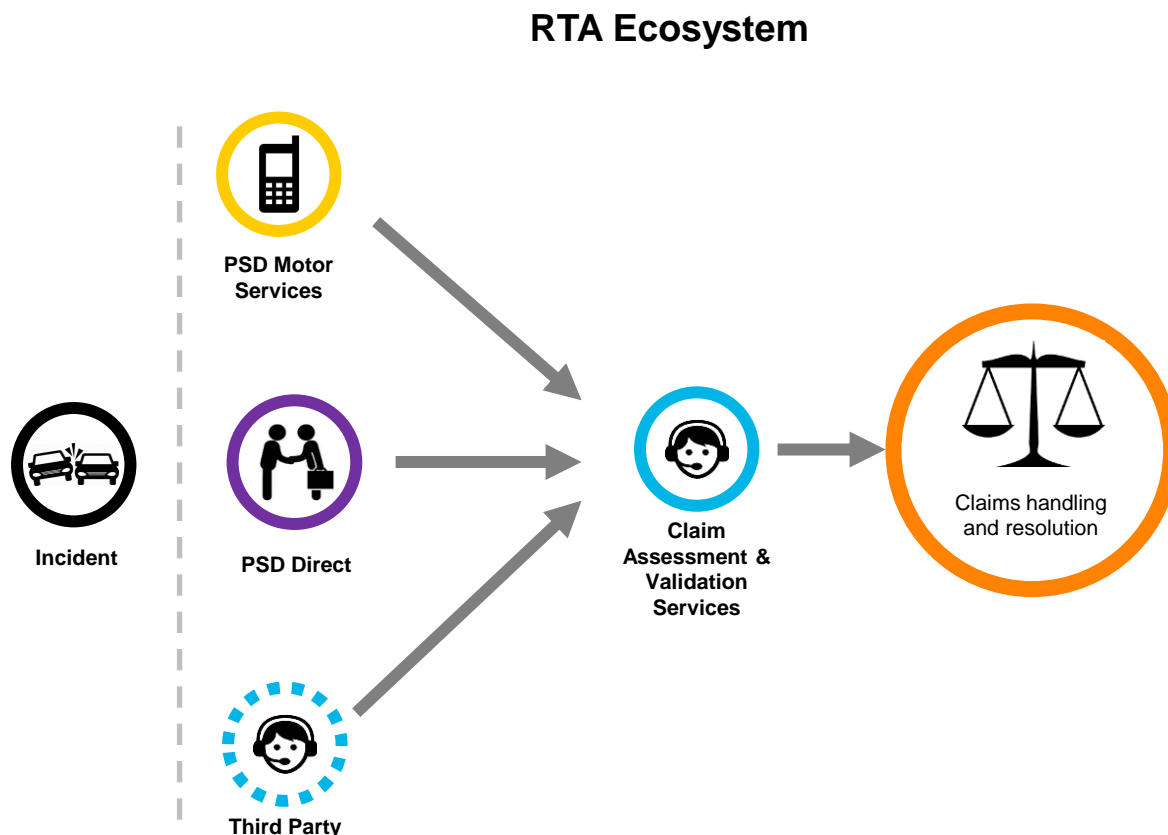 RTA Ecosystem
PSD Motor
Services
Incident
PSD Direct
Claim
Assessment &
Validation
Services
Claims handling
and resolution
Third Party